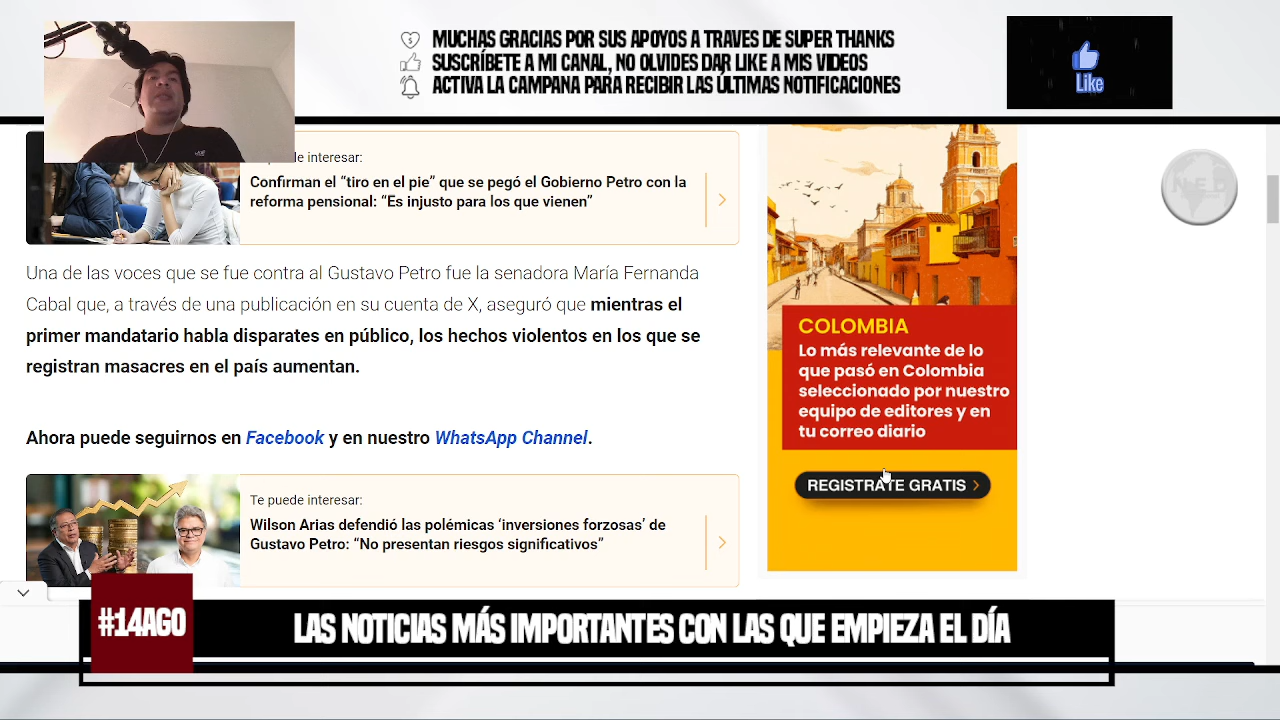 MUCHAS GRACIAS POR SUS APOYOS A TRAVES DE SUPER THANKS
SUSCRÍBETE A MI CANAL, NO OLVIDES DAR LIKE A MIS VIDEOS
ACTIVA LA CAMPANA PARA RECIBIR LAS ÚLTIMAS NOTIFICACIONES
Like
interesar:
Confirman el “tiro en el pie” que se pegó el Gobierno Petro con la
reforma pensional: “Es injusto para los que vienen”
Una de las voces que se fue contra al Gustavo Petro fue la senadora María Fernanda
Cabal que, a través de una publicación en su cuenta de X, aseguró que mientras el
primer mandatario habla disparates en público, los hechos violentos en los que se
registran masacres en el país aumentan.
Ahora puede seguirnos en Facebook y en nuestro WhatsApp Channel.
Te puede interesar:
Wilson Arias defendió las polémicas ‘inversiones forzosas’ de
Gustavo Petro: “No presentan riesgos significativos”
COLOMBIA
Lo más relevante de lo
que pasó en Colombia
seleccionado por nuestro
equipo de editores y en
tu correo diario
REGISTRATE GRATIS
#14AGO
LAS NOTICIAS MÁS IMPORTANTES CON LAS QUE EMPIEZA EL DÍA